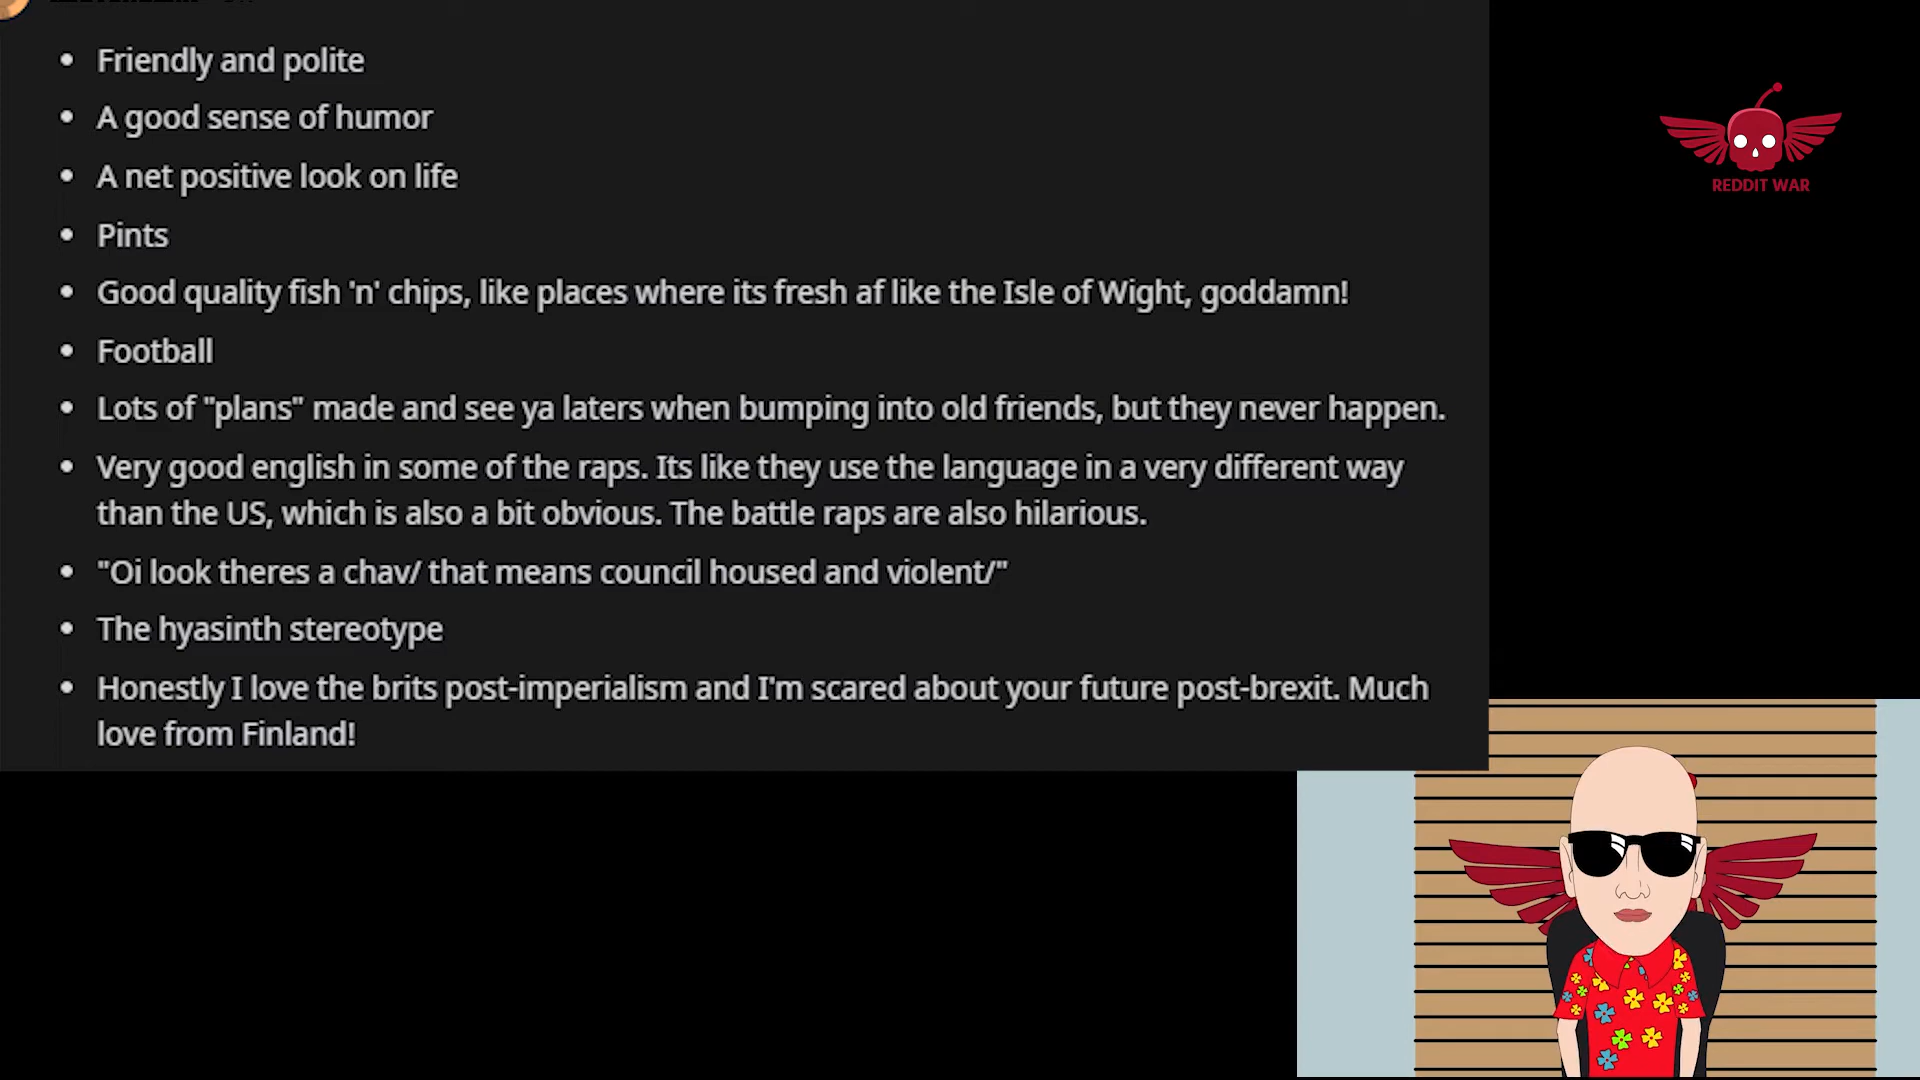 Friendly and polite
A good sense of humor
A net positive look on life
Pints
Good quality fish 'n' chips, like places where its fresh af like the Isle of Wight, goddamn!
Football
Lots of "plans" made and see ya laters when bumping into old friends, but they never happen.
Very good english in some of the raps. Its like they use the language in a very different way
than the US, which is also a bit obvious. The battle raps are also hilarious.
"Oi look theres a chav/ that means council housed and violent/"
The hyasinth stereotype
Honestly I love the brits post-imperialism and I'm scared about your future post-brexit. Much
love from Finland!
REDDIT WAR